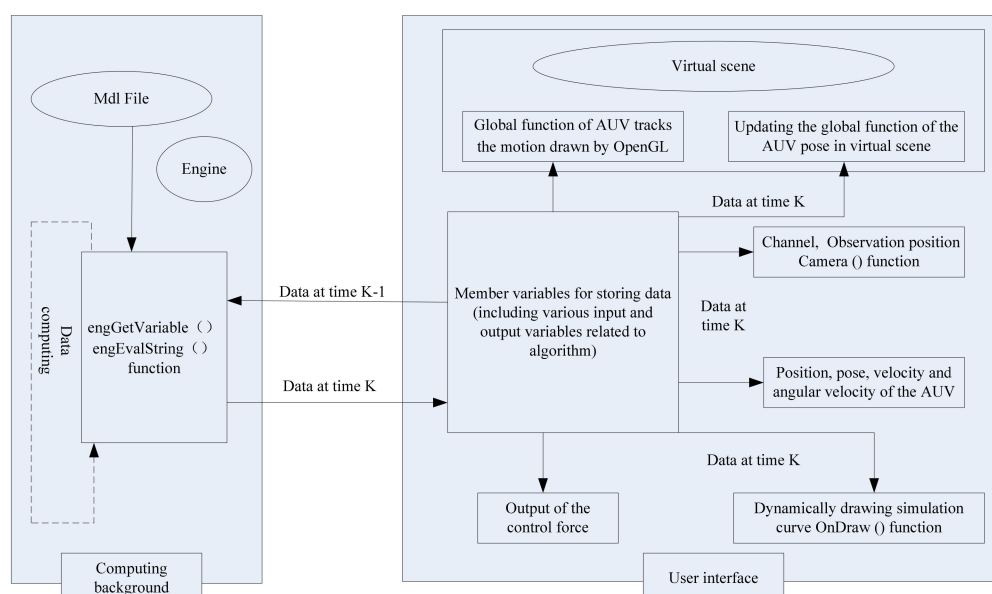 Mdl File
Engine
Data
computing
engGetVariable（）
engEvalString（）
function
Computing
background
Data at time K-1
Data at time K
Virtual scene
Global function of AUV tracks
the motion drawn by OpenGL
Updating the global function of the
AUV pose in virtual scene
Data at time K
Member variables for storing data
(including various input and
output variables related to
algorithm)
Channel, Observation position
Camera () function
Data at
time K
Position, pose, velocity and
angular velocity of the AUV
Data at time K
Output of the
control force
Dynamically drawing simulation
curve OnDraw () function
User interface